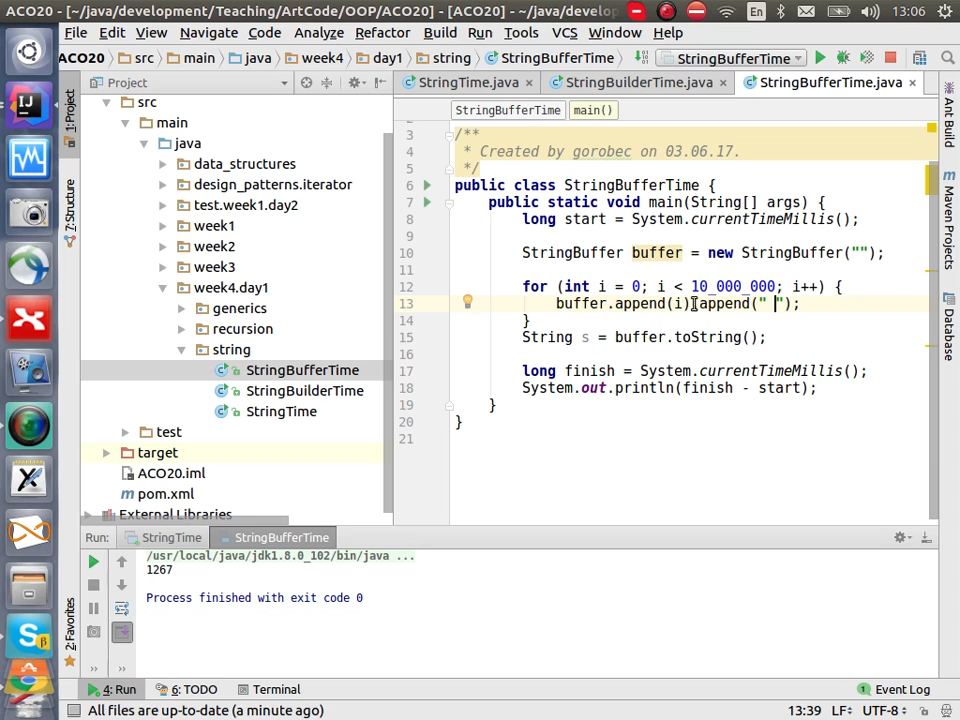 ACO20 - [~/java/development/Teaching/ArtCode/OOP/ACO20] - [ACO20] - ~/java/develop En 13:06
File Edit View Navigate Code Analyze Refactor Build Run Tools VCS Window Help
ACO20 src main java week4 day1 string StringBufferTime StringBufferTime
Project StringTime.java StringBuilderTime.java StringBufferTime.java
1: Project
7: Structure
2: Favorites
Ant Build
Maven Projects
Database
src
main
java
data_structures
design_patterns.iterator
test.week1.day2
week1
week2
week3
week4.day1
generics
recursion
string
StringBufferTime
StringBuilderTime
StringTime
test
target
ACO20.iml
pom.xml
External Libraries
StringBufferTime main()
3 /**
4 * Created by gorobec on 03.06.17.
5 */
6 public class StringBufferTime {
7 public static void main(String[] args) {
8 long start = System.currentTimeMillis();
9
10 StringBuffer buffer = new StringBuffer("");
11
12 for (int i = 0; i < 10_000_000; i++) {
13 buffer.append(i).append(" ");
14 }
15 String s = buffer.toString();
16
17 long finish = System.currentTimeMillis();
18 System.out.println(finish - start);
19 }
20 }
21
Run: StringTime StringBufferTime
/usr/local/java/jdk1.8.0_102/bin/java ...
1267
Process finished with exit code 0
4: Run 6: TODO Terminal 1 Event Log
All files are up-to-date (a minute ago) 13:39 LF÷ UTF-8÷